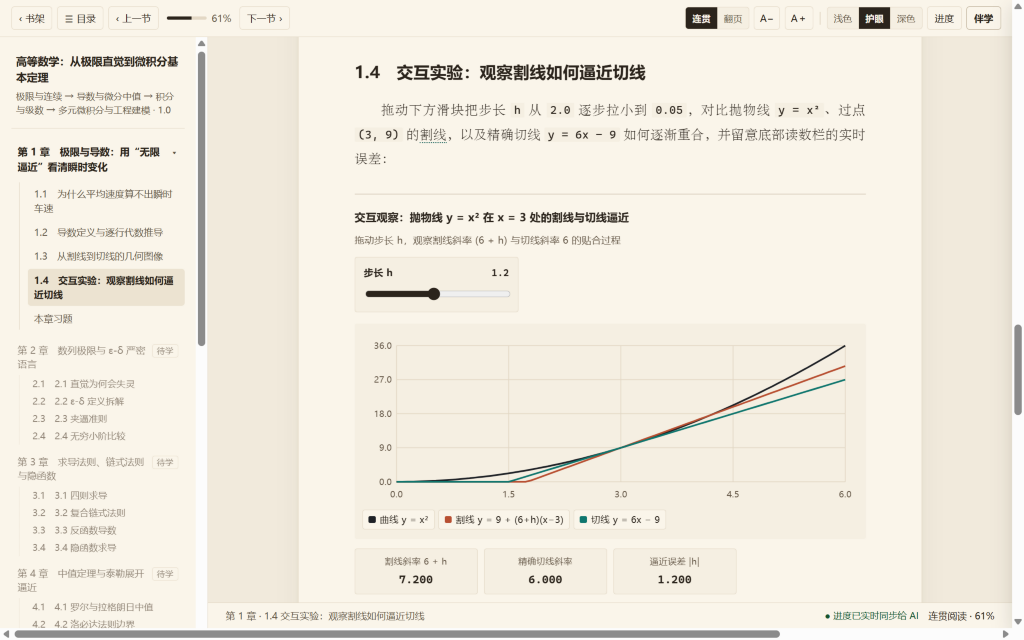 ‹ 书架
☰ 目录
‹ 上一节
61%
下一节 ›
连贯
翻页
A−
A+
浅色
护眼
深色
进度
伴学
高等数学：从极限直觉到微积分基
本定理
极限与连续 → 导数与微分中值 → 积分
与级数 → 多元微积分与工程建模 · 1.0
第 1 章 极限与导数：用 “无限
逼近” 看清瞬时变化
1.1 为什么平均速度算不出瞬时
车速
1.2 导数定义与逐行代数推导
1.3 从割线到切线的几何图像
1.4 交互实验：观察割线如何逼
近切线
本章习题
第 2 章 数列极限与 ε-δ 严密
语言
待学
2.1 2.1 直觉为何会失灵
2.2 2.2 ε-δ 定义拆解
2.3 2.3 夹逼准则
2.4 2.4 无穷小阶比较
第 3 章 求导法则、链式法则
与隐函数
待学
3.1 3.1 四则求导
3.2 3.2 复合链式法则
3.3 3.3 反函数导数
3.4 3.4 隐函数求导
第 4 章 中值定理与泰勒展开
逼近
待学
4.1 4.1 罗尔与拉格朗日中值
4.2 4.2 洛必达法则边界
1.4 交互实验：观察割线如何逼近切线
拖动下方滑块把步长 h 从 2.0 逐步拉小到 0.05，对比抛物线 y = x²、过点
(3, 9) 的割线，以及精确切线 y = 6x − 9 如何逐渐重合，并留意底部读数栏的实时
误差：
交互观察：抛物线 y = x² 在 x = 3 处的割线与切线逼近
拖动步长 h，观察割线斜率 (6 + h) 与切线斜率 6 的贴合过程
步长 h
1.2
36.0
27.0
18.0
9.0
0.0
0.0
1.5
3.0
4.5
6.0
曲线 y = x²
割线 y = 9 + (6+h)(x−3)
切线 y = 6x − 9
割线斜率 6 + h
7.200
精确切线斜率
6.000
逼近误差 |h|
1.200
第 1 章 · 1.4 交互实验：观察割线如何逼近切线
● 进度已实时同步给 AI
连贯阅读 · 61%